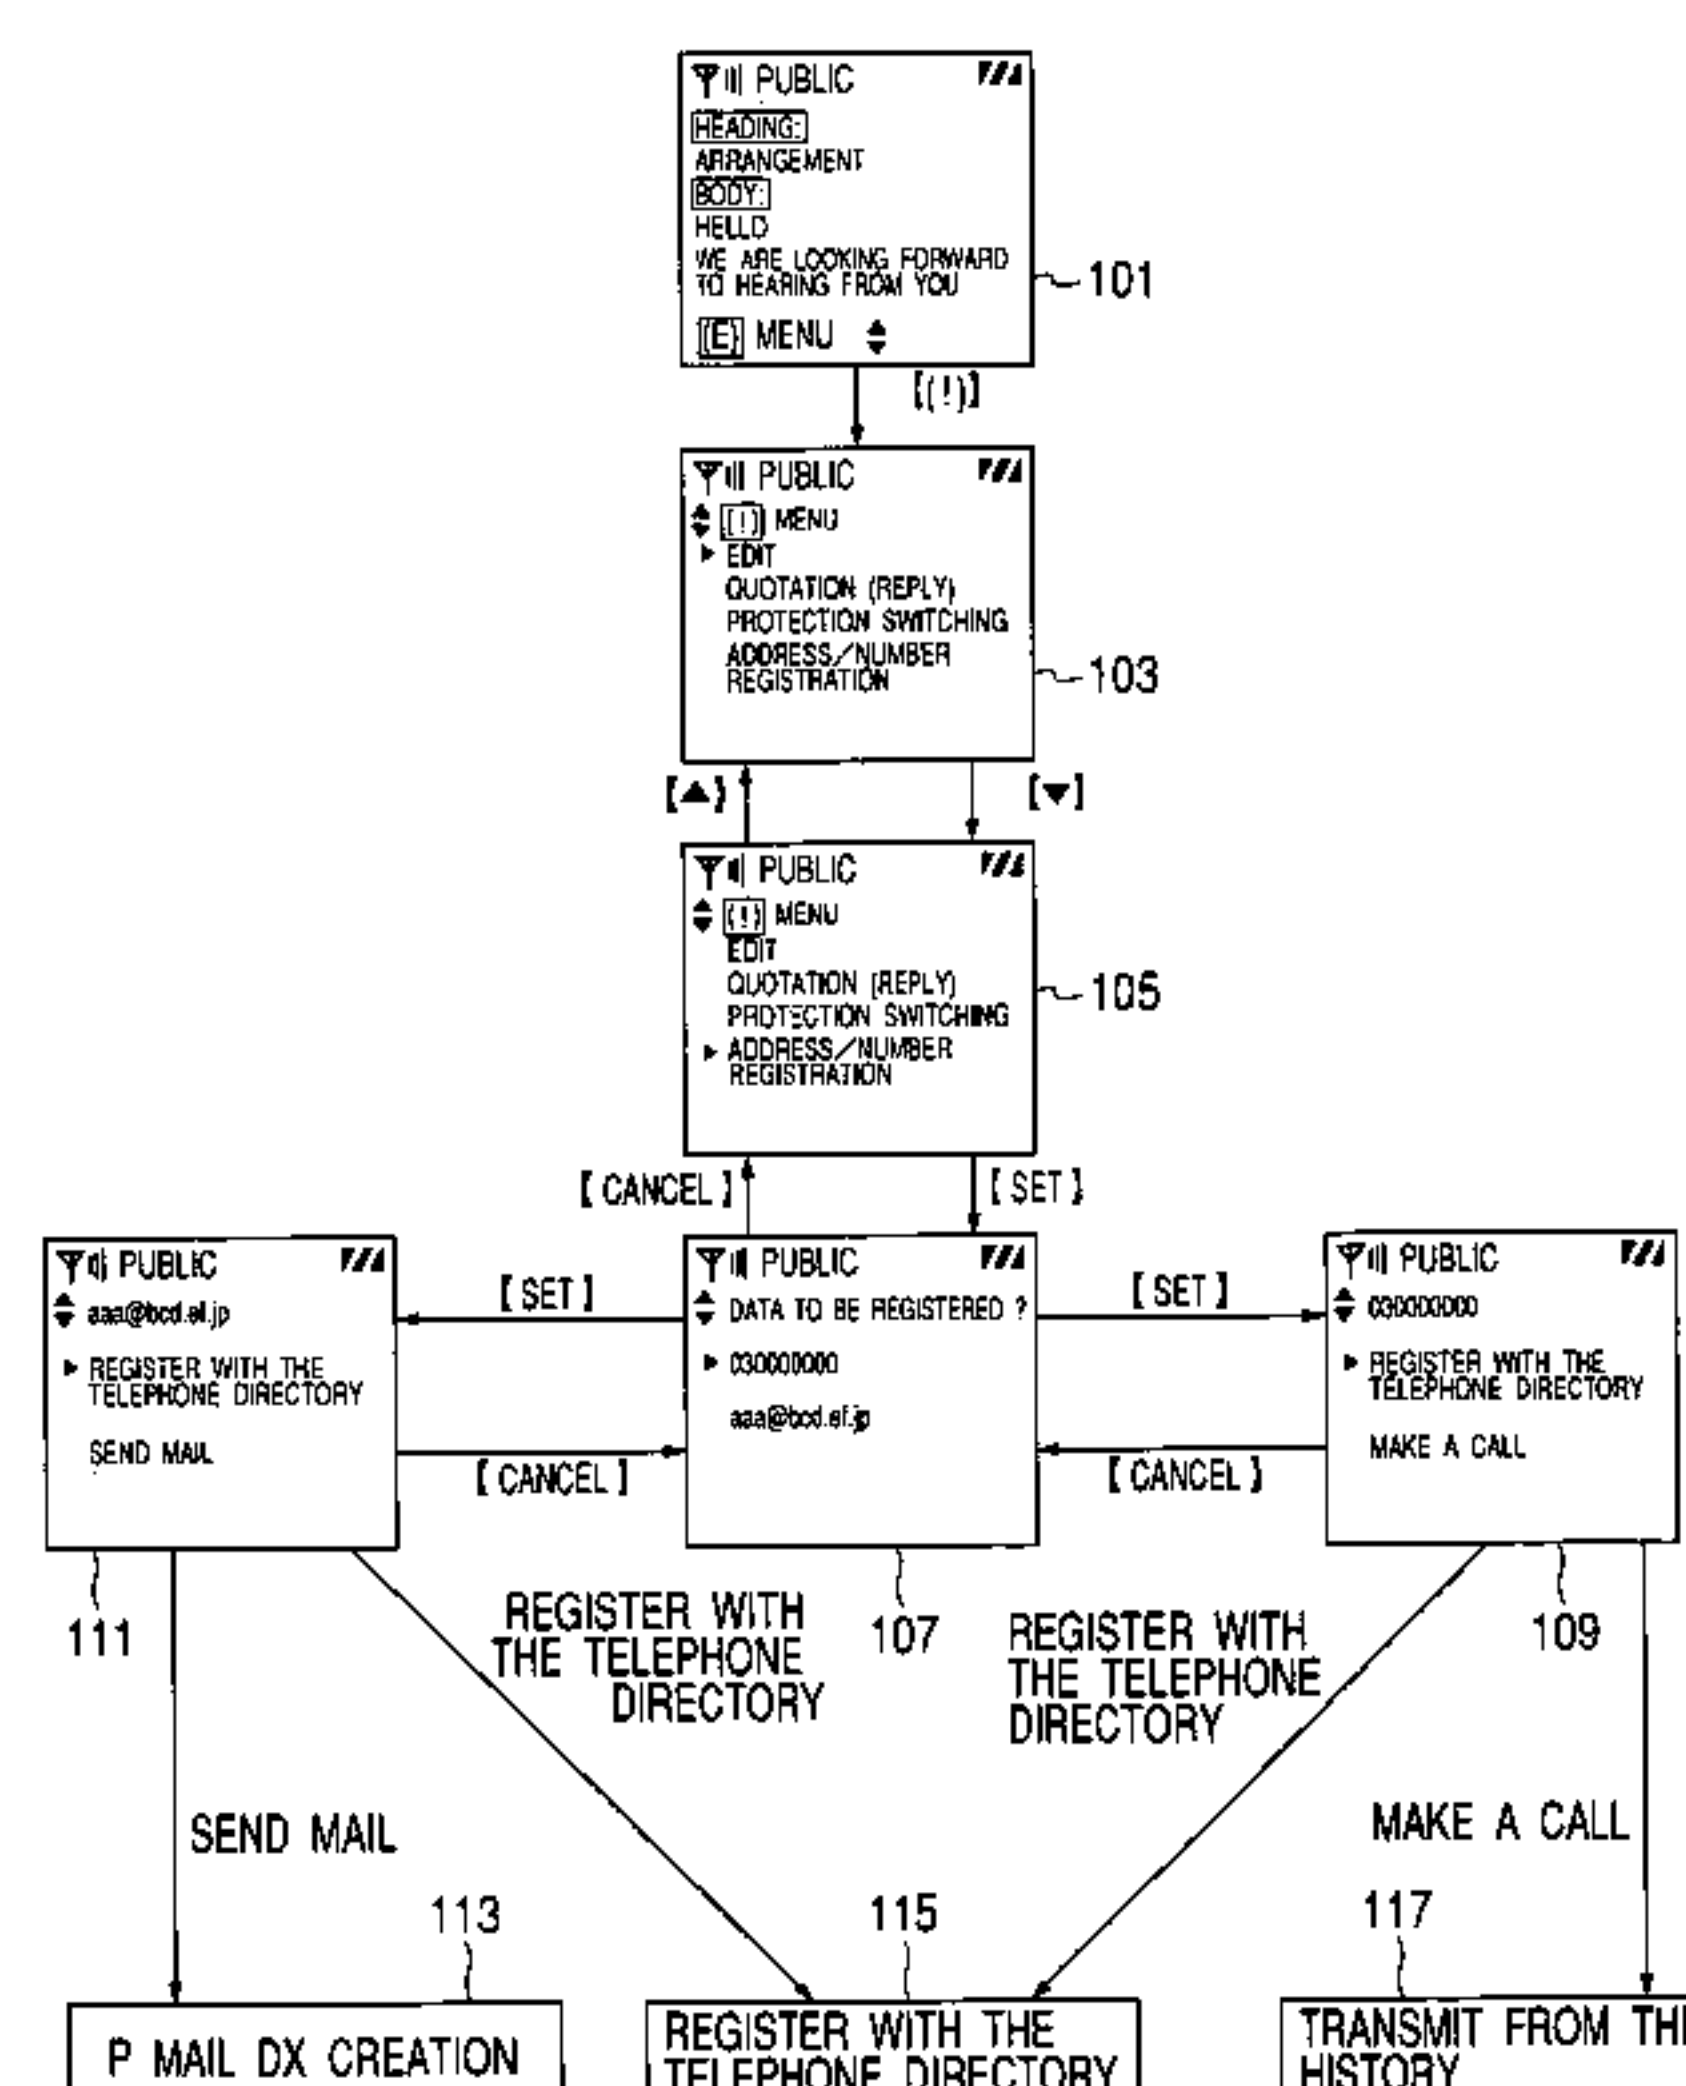 PUBLIC
HEADING:
ARRANGEMENT
BODY:
HELLO
WE ARE LOOKING FORWARD
TO HEARING FROM YOU
(E) MENU
101
[(!)]
PUBLIC
(!) MENU
EDIT
QUOTATION (REPLY)
PROTECTION SWITCHING
ADDRESS/NUMBER
REGISTRATION
103
[▲]
[▼]
PUBLIC
(!) MENU
EDIT
QUOTATION (REPLY)
PROTECTION SWITCHING
ADDRESS/NUMBER
REGISTRATION
105
[CANCEL]
[SET]
PUBLIC
aaa@bcd.ef.jp
REGISTER WITH THE
TELEPHONE DIRECTORY
SEND MAIL
111
[SET]
[CANCEL]
PUBLIC
DATA TO BE REGISTERED ?
030000000
aaa@bcd.ef.jp
107
[SET]
[CANCEL]
PUBLIC
030000000
REGISTER WITH THE
TELEPHONE DIRECTORY
MAKE A CALL
109
REGISTER WITH
THE TELEPHONE
DIRECTORY
REGISTER WITH
THE TELEPHONE
DIRECTORY
SEND MAIL
MAKE A CALL
113
P MAIL DX CREATION
115
REGISTER WITH THE
TELEPHONE DIRECTORY
117
TRANSMIT FROM
HISTORY